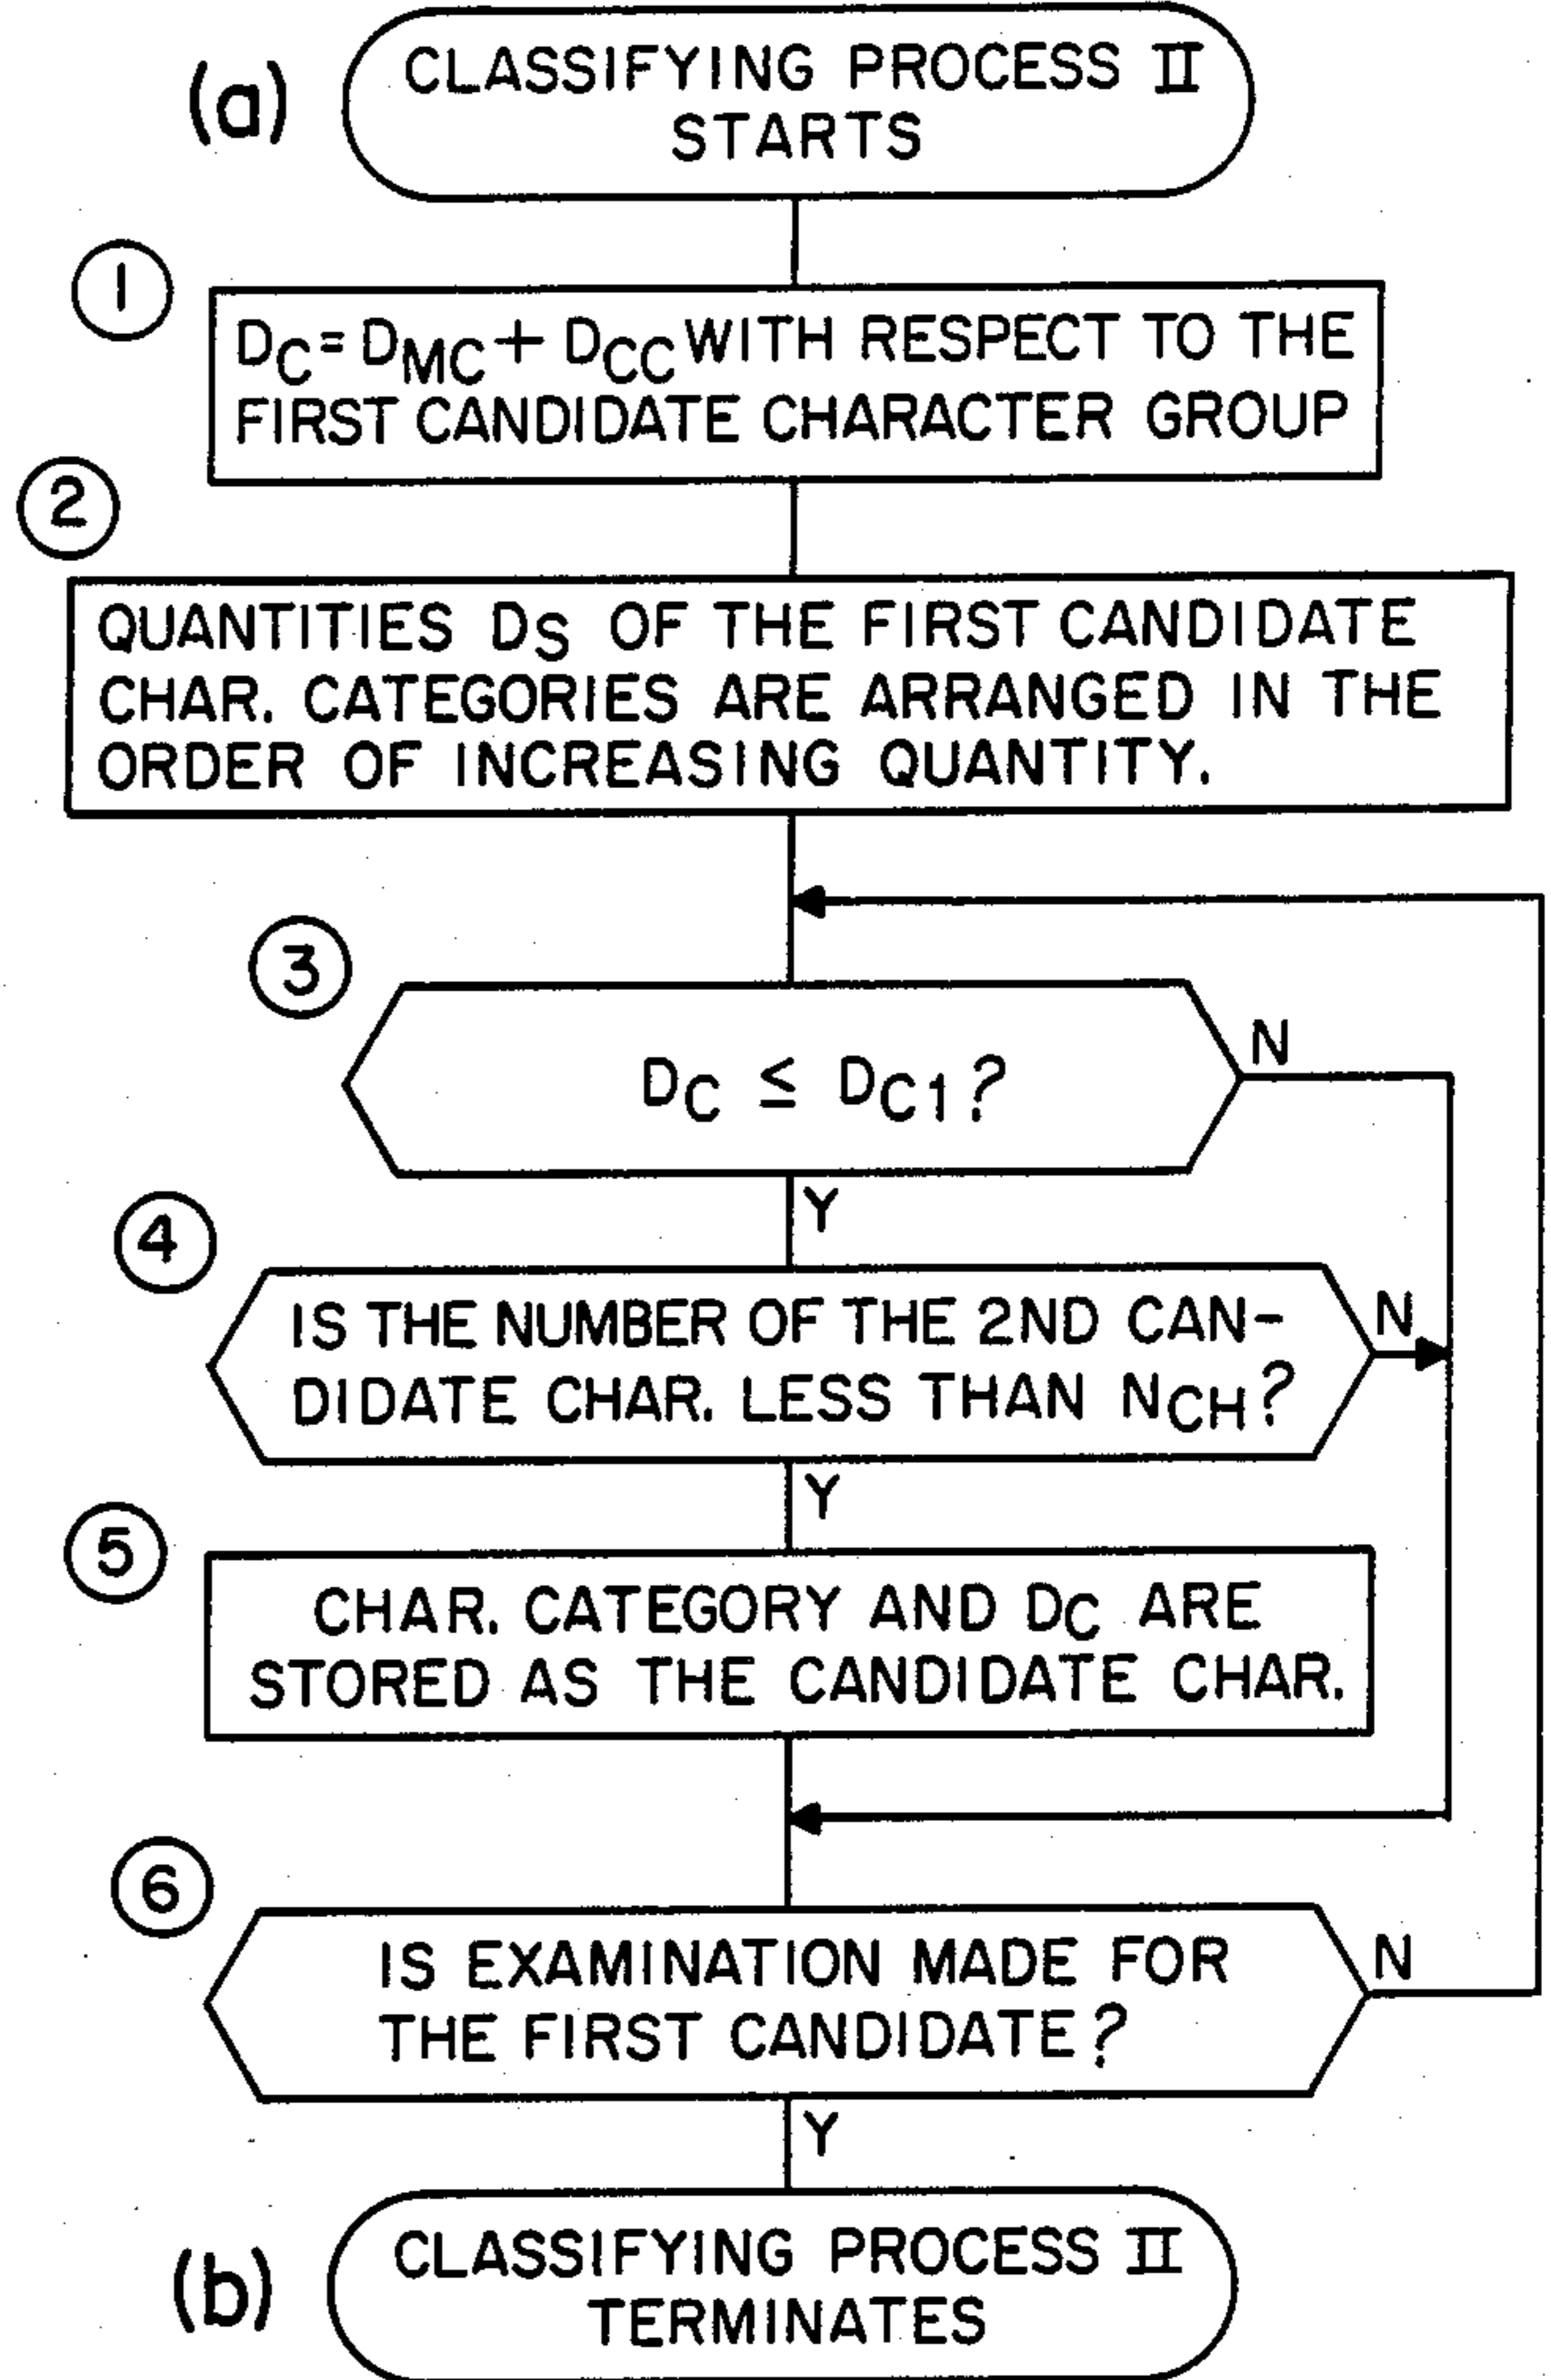 (a)
CLASSIFYING PROCESS II
STARTS
1
DC=DMC+DCC WITH RESPECT TO THE
FIRST CANDIDATE CHARACTER GROUP
2
QUANTITIES DS OF THE FIRST CANDIDATE
CHAR. CATEGORIES ARE ARRANGED IN THE
ORDER OF INCREASING QUANTITY.
3
DC ≤ DC1?
N
Y
4
IS THE NUMBER OF THE 2ND CAN-
DIDATE CHAR. LESS THAN NCH?
N
Y
5
CHAR. CATEGORY AND DC ARE
STORED AS THE CANDIDATE CHAR.
6
IS EXAMINATION MADE FOR
THE FIRST CANDIDATE?
N
Y
(b)
CLASSIFYING PROCESS II
TERMINATES